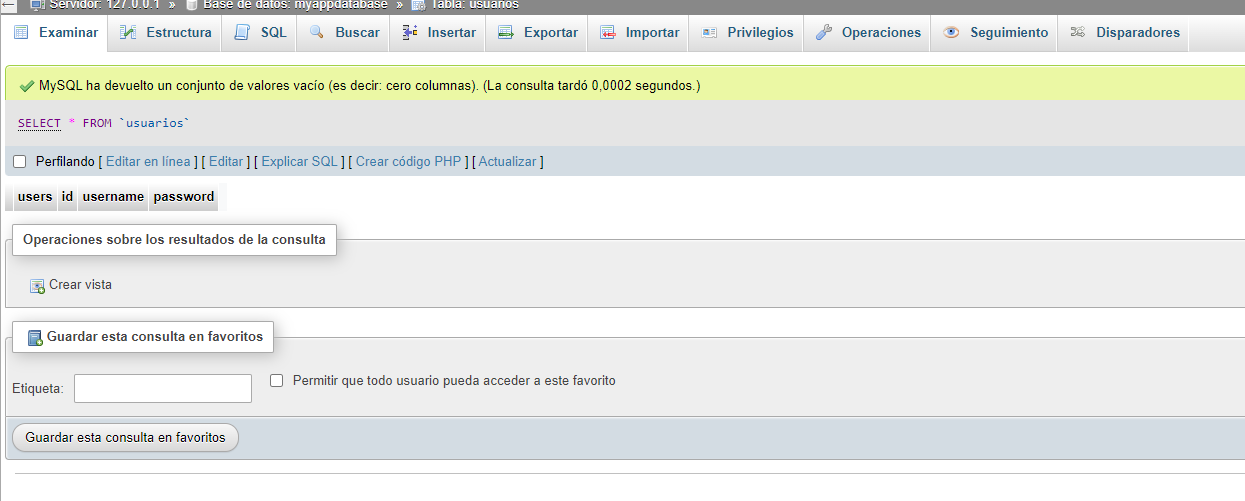 Servidor: 127.0.0.1 » Base de datos: myappdatabase » Tabla: usuarios
Examinar Estructura SQL Buscar Insertar Exportar Importar Privilegios Operaciones Seguimiento Disparadores
MySQL ha devuelto un conjunto de valores vacío (es decir: cero columnas). (La consulta tardó 0,0002 segundos.)
SELECT * FROM `usuarios`
Perfilando [ Editar en línea ] [ Editar ] [ Explicar SQL ] [ Crear código PHP ] [ Actualizar ]
users id username password
Operaciones sobre los resultados de la consulta
Crear vista
Guardar esta consulta en favoritos
Etiqueta: Permitir que todo usuario pueda acceder a este favorito
Guardar esta consulta en favoritos